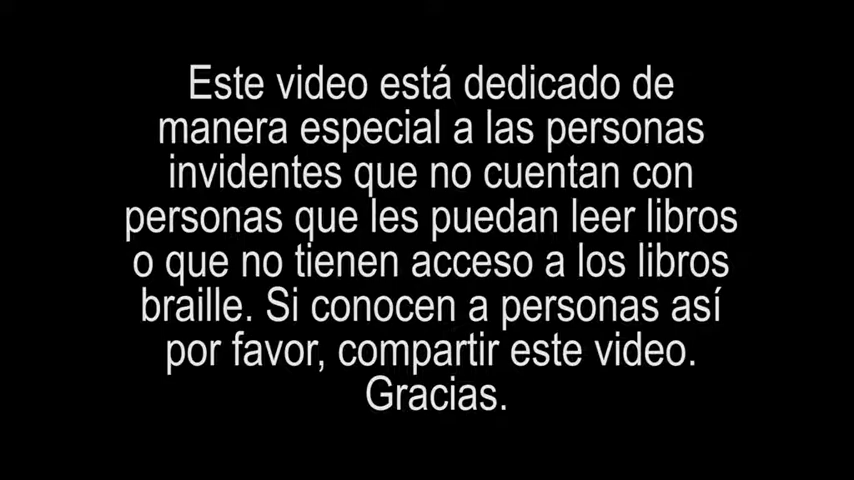 Este video está dedicado de
manera especial a las personas
invidentes que no cuentan con
personas que les puedan leer libros
o que no tienen acceso a los libros
braille. Si conocen a personas así
por favor, compartir este video.
Gracias.